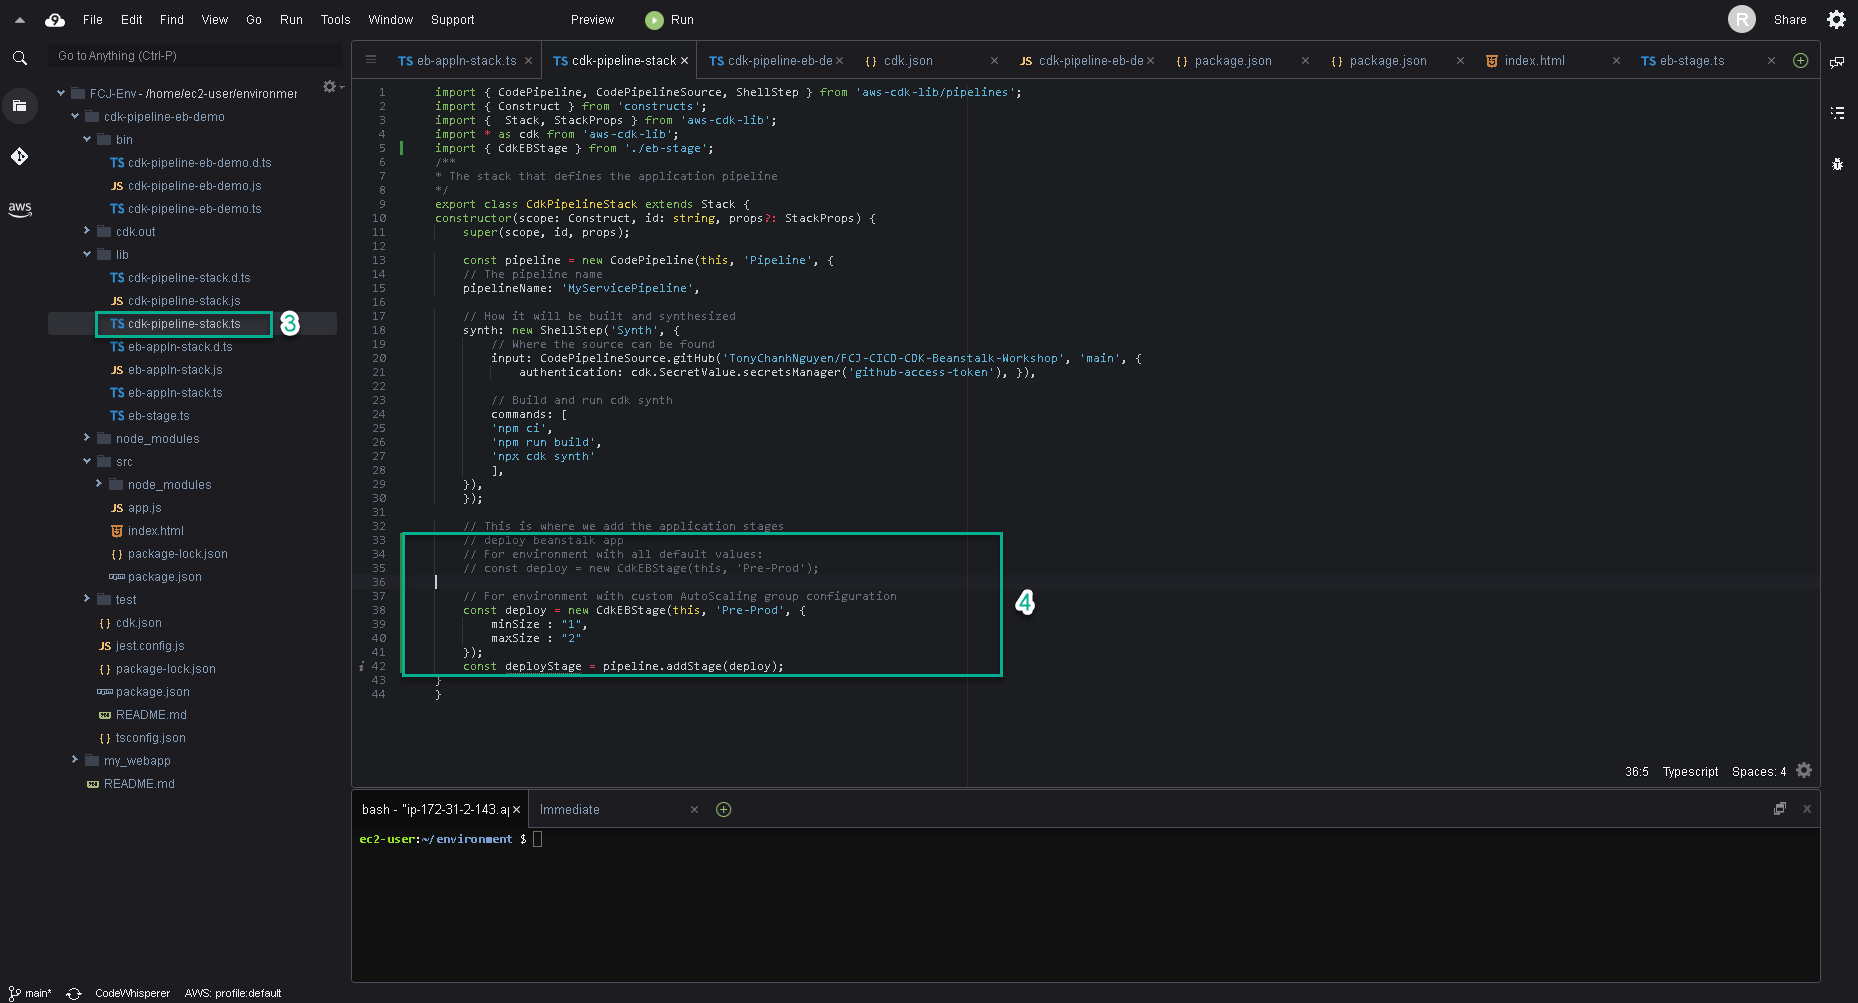 File Edit Find View Go Run Tools Window Support Preview Run R Share
Go to Anything (Ctrl-P)
FCJ-Env - /home/ec2-user/environmer
cdk-pipeline-eb-demo
bin
TS cdk-pipeline-eb-demo.d.ts
JS cdk-pipeline-eb-demo.js
TS cdk-pipeline-eb-demo.ts
cdk.out
lib
TS cdk-pipeline-stack.d.ts
JS cdk-pipeline-stack.js
TS cdk-pipeline-stack.ts 3
TS eb-appln-stack.d.ts
JS eb-appln-stack.js
TS eb-appln-stack.ts
TS eb-stage.ts
node_modules
src
node_modules
JS app.js
index.html
{} package-lock.json
package.json
test
{} cdk.json
JS jest.config.js
{} package-lock.json
package.json
README.md
{} tsconfig.json
my_webapp
README.md
aws
TS eb-appln-stack.ts TS cdk-pipeline-stack TS cdk-pipeline-eb-de {} cdk.json JS cdk-pipeline-eb-de {} package.json {} package.json index.html TS eb-stage.ts
1 import { CodePipeline, CodePipelineSource, ShellStep } from 'aws-cdk-lib/pipelines';
2 import { Construct } from 'constructs';
3 import {  Stack, StackProps } from 'aws-cdk-lib';
4 import * as cdk from 'aws-cdk-lib';
5 import { CdkEBStage } from './eb-stage';
6 /**
7 * The stack that defines the application pipeline
8 */
9 export class CdkPipelineStack extends Stack {
10 constructor(scope: Construct, id: string, props?: StackProps) {
11 super(scope, id, props);
12
13 const pipeline = new CodePipeline(this, 'Pipeline', {
14 // The pipeline name
15 pipelineName: 'MyServicePipeline',
16
17 // How it will be built and synthesized
18 synth: new ShellStep('Synth', {
19 // Where the source can be found
20 input: CodePipelineSource.gitHub('TonyChanhNguyen/FCJ-CICD-CDK-Beanstalk-Workshop', 'main', {
21 authentication: cdk.SecretValue.secretsManager('github-access-token'), }),
22
23 // Build and run cdk synth
24 commands: [
25 'npm ci',
26 'npm run build',
27 'npx cdk synth'
28 ],
29 }),
30 });
31
32 // This is where we add the application stages
33 // deploy beanstalk app
34 // For environment with all default values:
35 // const deploy = new CdkEBStage(this, 'Pre-Prod');
36
37 // For environment with custom AutoScaling group configuration
38 const deploy = new CdkEBStage(this, 'Pre-Prod', {
39 minSize : "1",
40 maxSize : "2"
41 });
42 const deployStage = pipeline.addStage(deploy);
43 }
44 }
4
36:5 Typescript Spaces: 4
bash - "ip-172-31-2-143.ap Immediate
ec2-user:~/environment $
main* CodeWhisperer AWS: profile:default